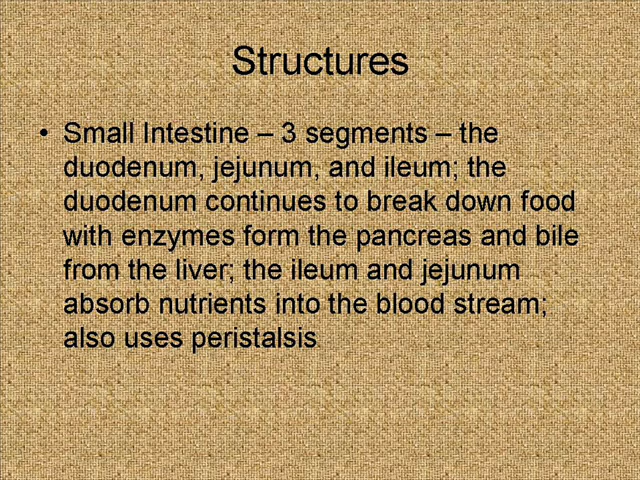 Structures
• Small Intestine – 3 segments – the
duodenum, jejunum, and ileum; the
duodenum continues to break down food
with enzymes form the pancreas and bile
from the liver; the ileum and jejunum
absorb nutrients into the blood stream;
also uses peristalsis